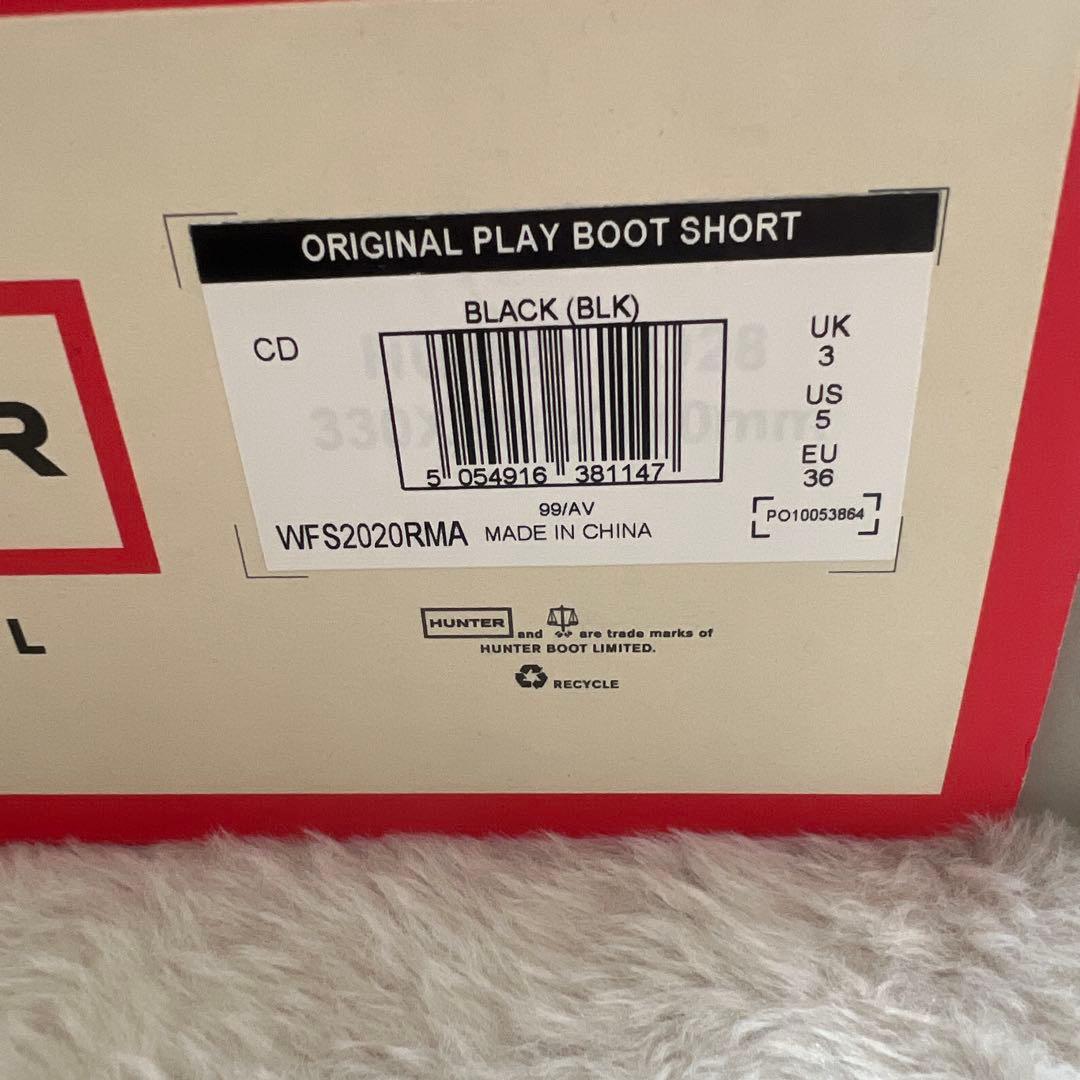 ORIGINAL PLAY BOOT SHORT
BLACK (BLK)
CD
UK
3
US
5
EU
36
5 054916 381147
99/AV
WFS2020RMA MADE IN CHINA
PO10053864
R
L
HUNTER and are trade marks of
HUNTER BOOT LIMITED.
RECYCLE